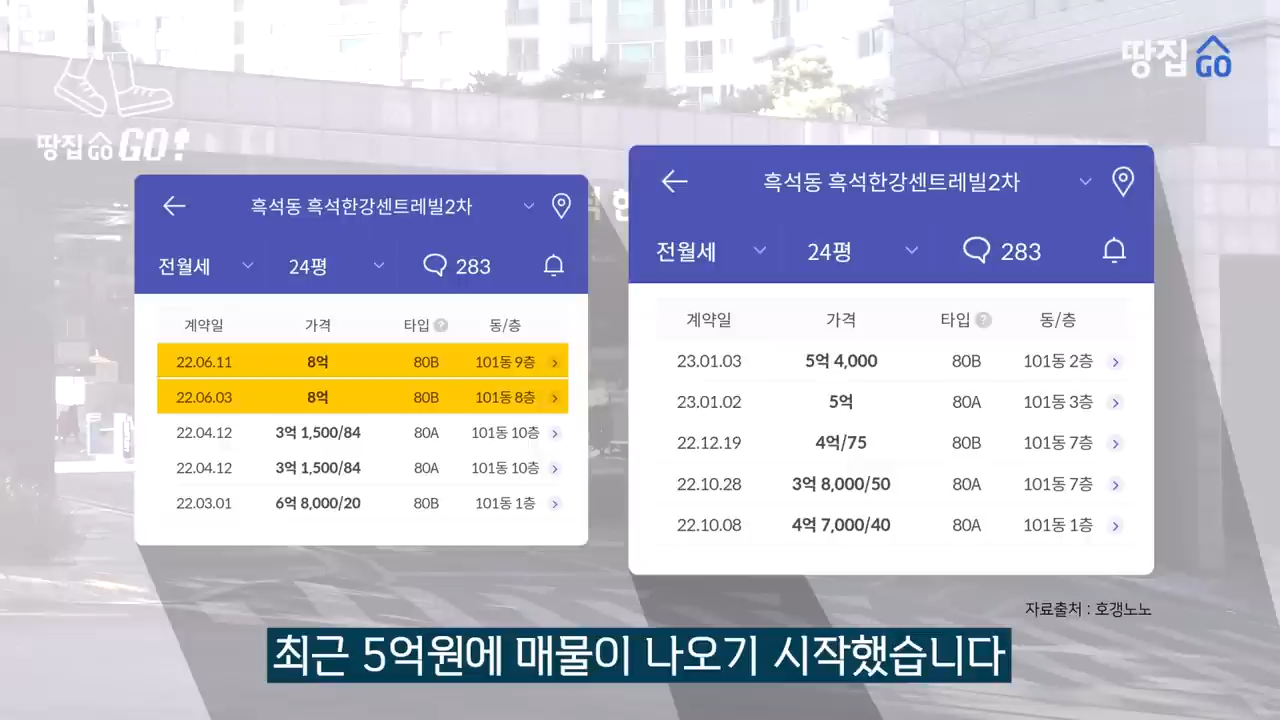 땅집GO
땅집GO GO!
흑석동 흑석한강센트레빌2차
전월세 24평 283
계약일 가격 타입 ? 동/층
22.06.11 8억 80B 101동 9층
22.06.03 8억 80B 101동 8층
22.04.12 3억 1,500/84 80A 101동 10층
22.04.12 3억 1,500/84 80A 101동 10층
22.03.01 6억 8,000/20 80B 101동 1층
흑석동 흑석한강센트레빌2차
전월세 24평 283
계약일 가격 타입 ? 동/층
23.01.03 5억 4,000 80B 101동 2층
23.01.02 5억 80A 101동 3층
22.12.19 4억/75 80B 101동 7층
22.10.28 3억 8,000/50 80A 101동 7층
22.10.08 4억 7,000/40 80A 101동 1층
자료출처 : 호갱노노
최근 5억원에 매물이 나오기 시작했습니다